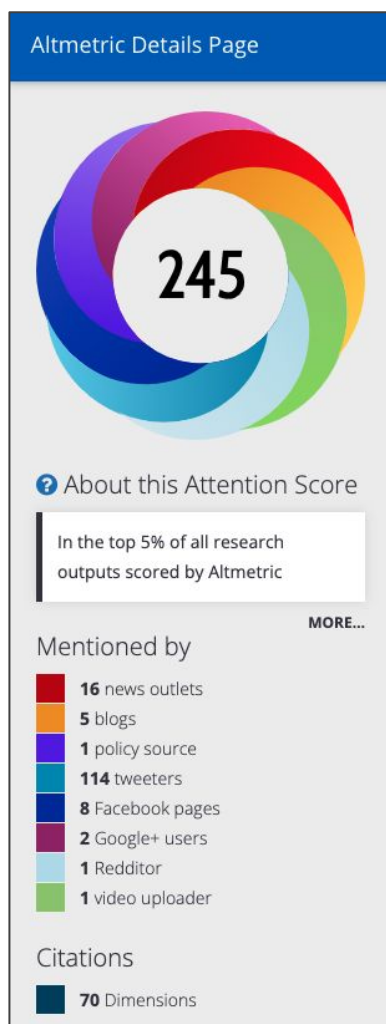 Altmetric Details Page
245
About this Attention Score
In the top 5% of all research
outputs scored by Altmetric
MORE...
Mentioned by
16 news outlets
5 blogs
1 policy source
114 tweeters
8 Facebook pages
2 Google+ users
1 Redditor
1 video uploader
Citations
70 Dimensions